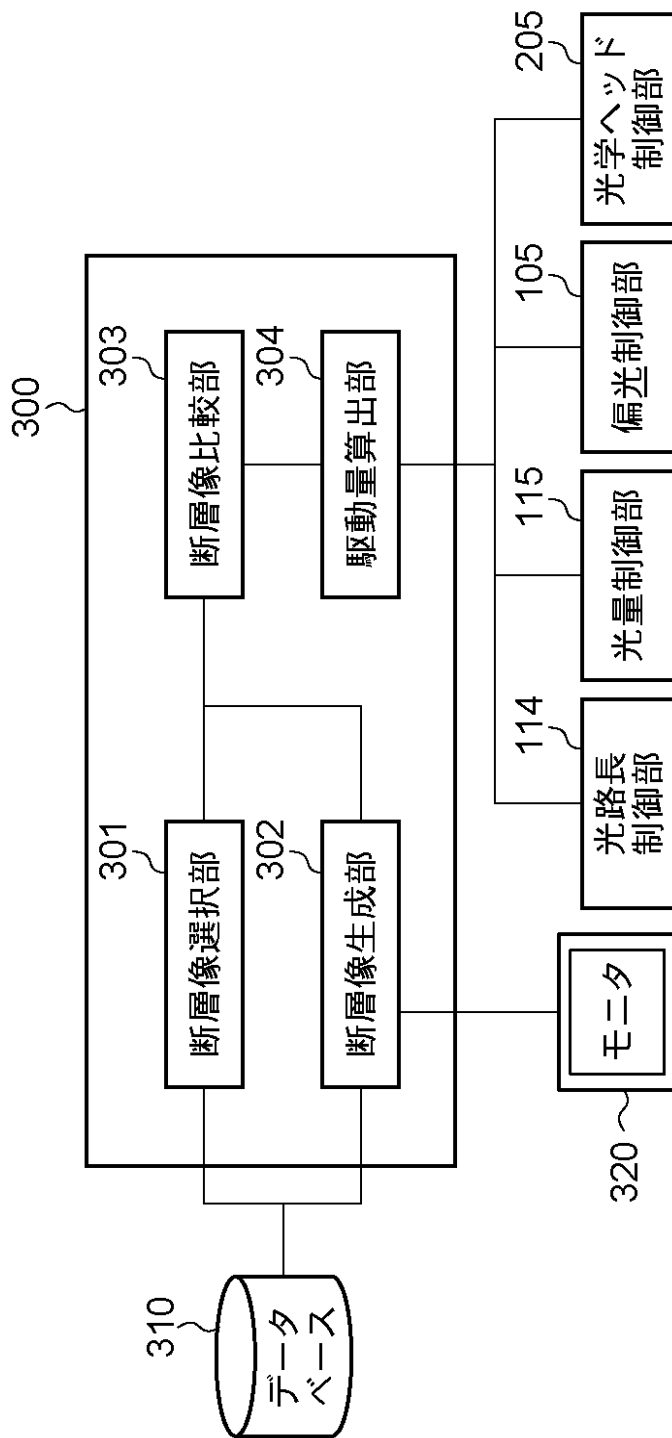 300
310
データ
ベース
301
断層像選択部
302
断層像生成部
303
断層像比較部
304
駆動量算出部
320
モニタ
114
光路長
制御部
115
光量制御部
105
偏光制御部
205
光学ヘッド
制御部